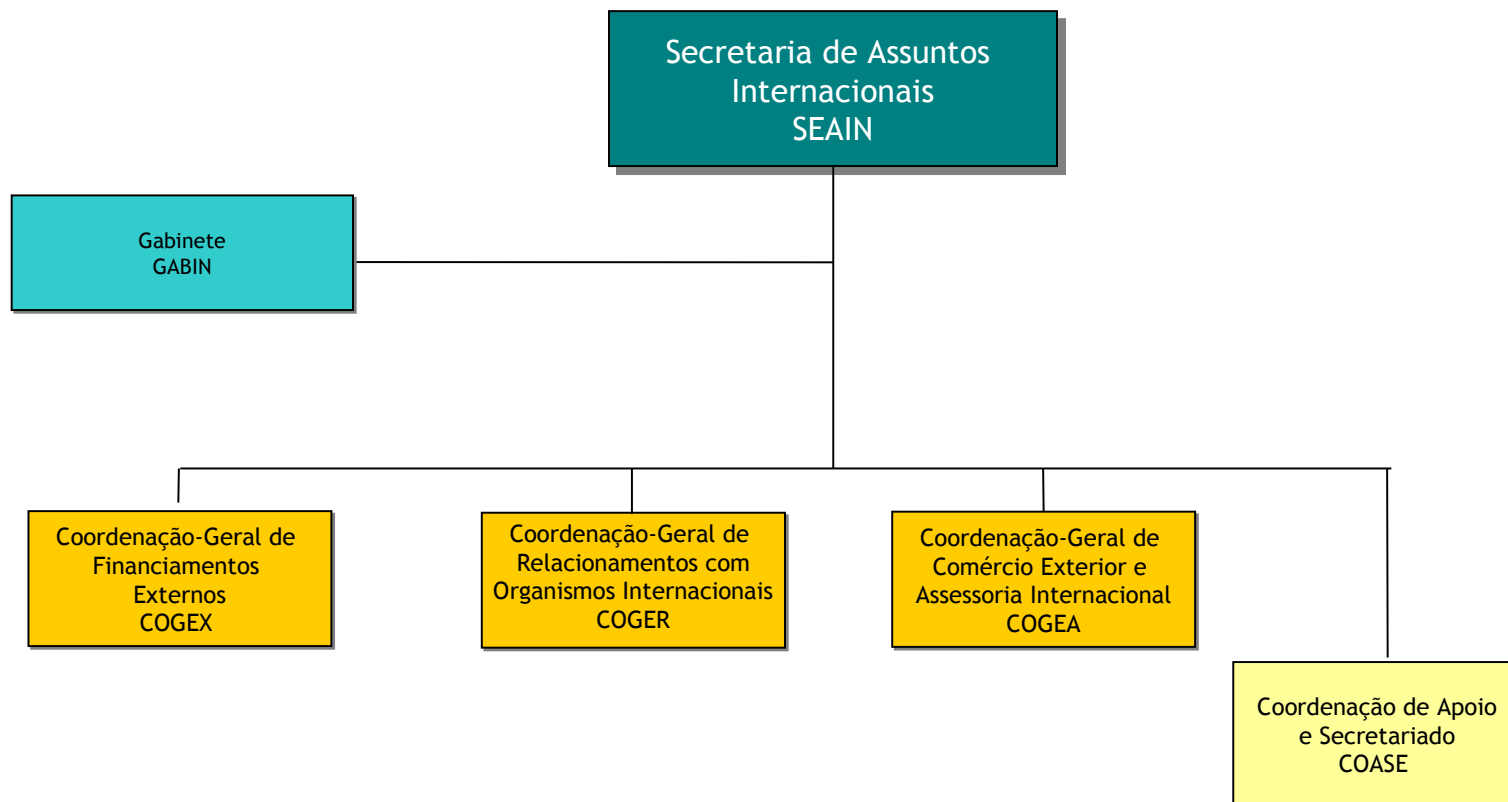 Secretaria de Assuntos
Internacionais
SEAIN
Gabinete
GABIN
Coordenação-Geral de
Financiamentos
Externos
COGEX
Coordenação-Geral de
Relacionamentos com
Organismos Internacionais
COGER
Coordenação-Geral de
Comércio Exterior e
Assessoria Internacional
COGEA
Coordenação de Apoio
e Secretariado
COASE